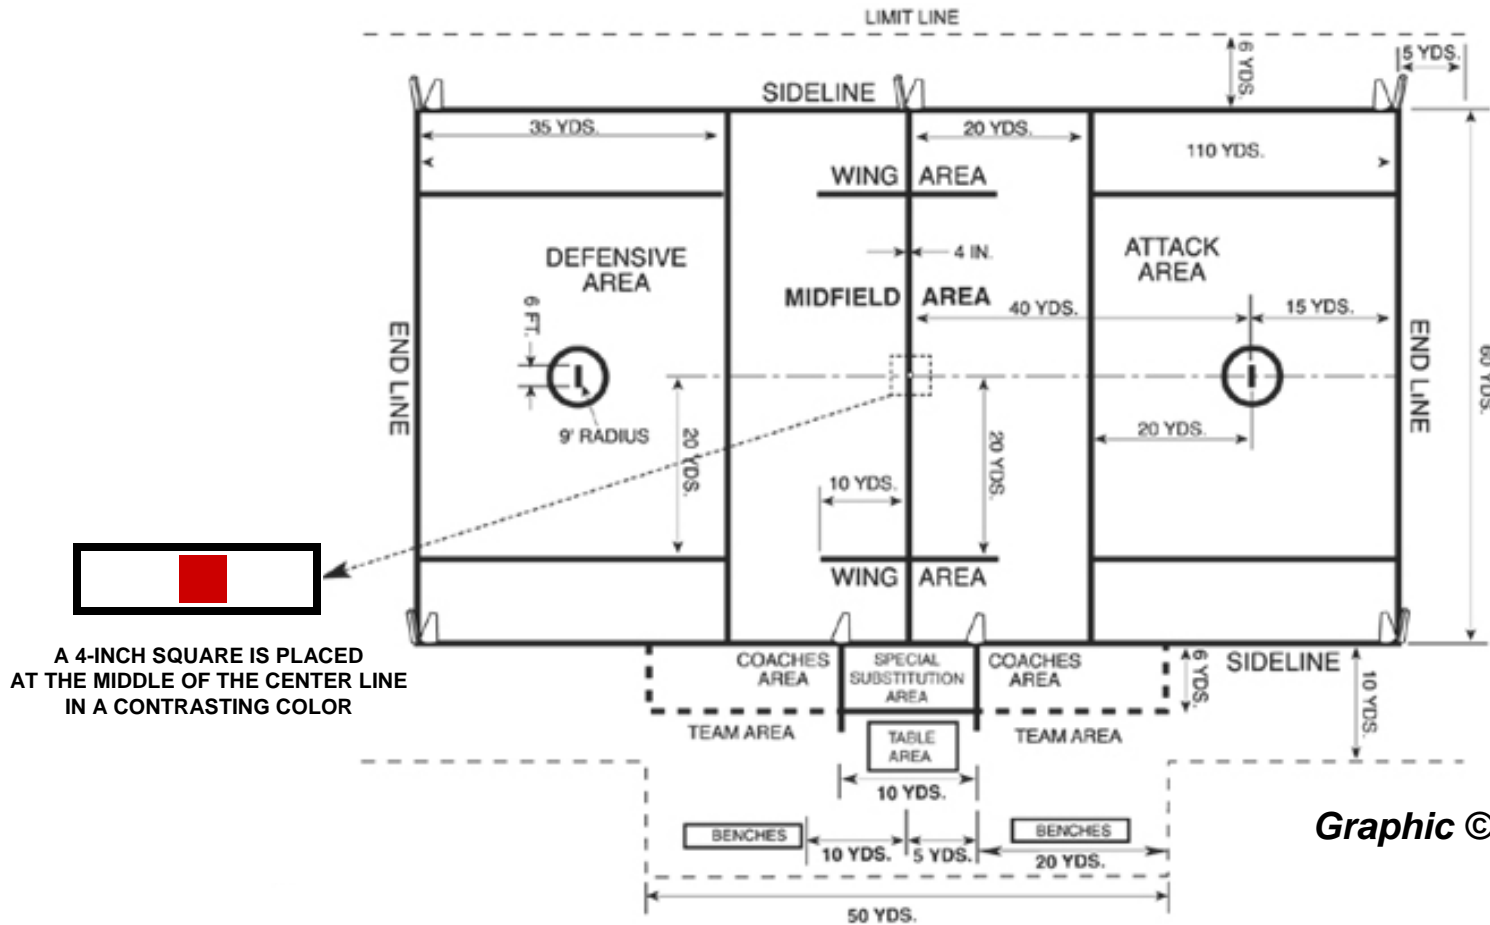 LIMIT LINE
6 YDS.
5 YDS.
SIDELINE
35 YDS.
20 YDS.
110 YDS.
WING AREA
DEFENSIVE
AREA
4 IN.
ATTACK
AREA
MIDFIELD AREA
6 FT.
40 YDS.
15 YDS.
END LINE
END LINE
60 YDS.
9' RADIUS
20 YDS.
20 YDS.
20 YDS.
10 YDS.
WING AREA
A 4-INCH SQUARE IS PLACED
AT THE MIDDLE OF THE CENTER LINE
IN A CONTRASTING COLOR
COACHES
AREA
SPECIAL
SUBSTITUTION
AREA
COACHES
AREA
6 YDS.
SIDELINE
10 YDS.
TEAM AREA
TABLE
AREA
TEAM AREA
10 YDS.
BENCHES
BENCHES
10 YDS.
5 YDS.
20 YDS.
50 YDS.
Graphic ©